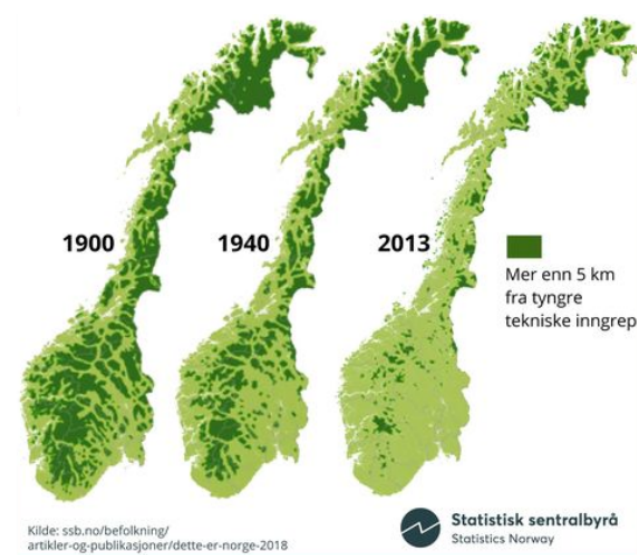 1900
1940
2013
Mer enn 5 km
fra tyngre
tekniske inngrep
Kilde: ssb.no/befolkning/
artikler-og-publikasjoner/dette-er-norge-2018
Statistisk sentralbyrå
Statistics Norway